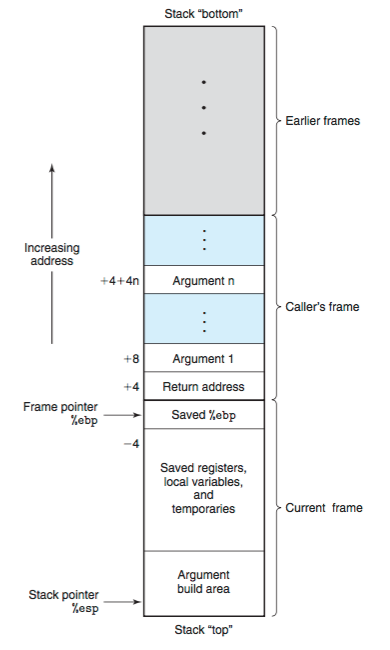 Stack “bottom”
Earlier frames
Increasing
address
+4+4n
Argument n
Caller's frame
+8
Argument 1
+4
Return address
Frame pointer
%ebp
Saved %ebp
−4
Saved registers,
local variables,
and
temporaries
Current frame
Argument
build area
Stack pointer
%esp
Stack “top”